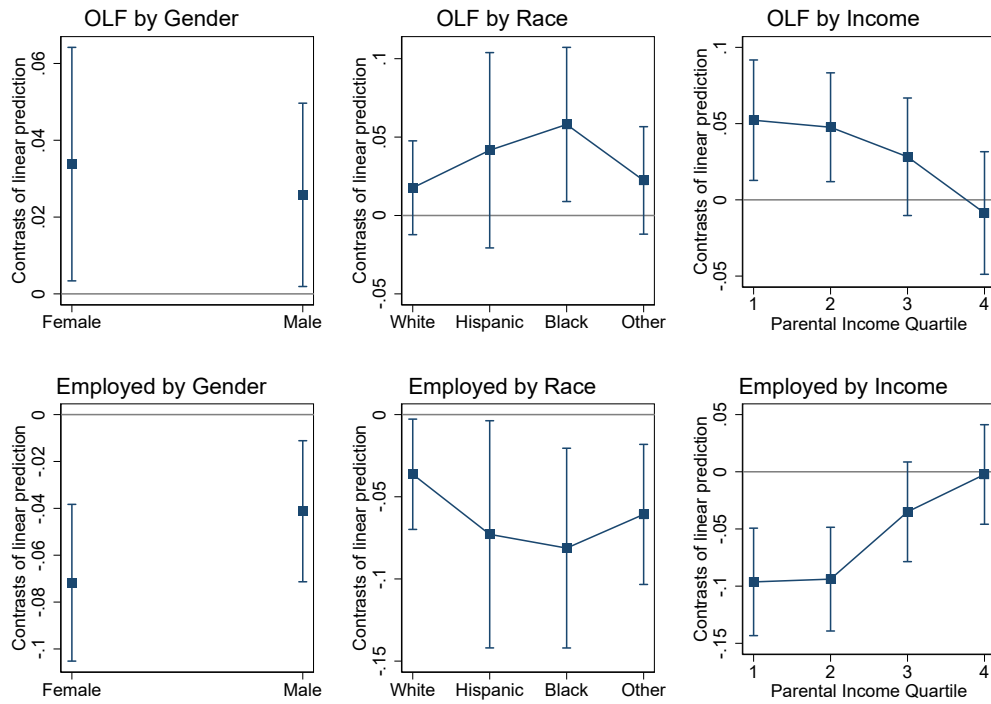 OLF by Gender
Contrasts of linear prediction
.06
.04
.02
0
Female
Male
OLF by Race
Contrasts of linear prediction
.1
.05
0
-.05
White
Hispanic
Black
Other
OLF by Income
Contrasts of linear prediction
.1
.05
0
-.05
1
2
3
4
Parental Income Quartile
Employed by Gender
Contrasts of linear prediction
0
-.02
-.04
-.06
-.08
-.1
Female
Male
Employed by Race
Contrasts of linear prediction
0
-.05
-.1
-.15
White
Hispanic
Black
Other
Employed by Income
Contrasts of linear prediction
.05
0
-.05
-.1
-.15
1
2
3
4
Parental Income Quartile